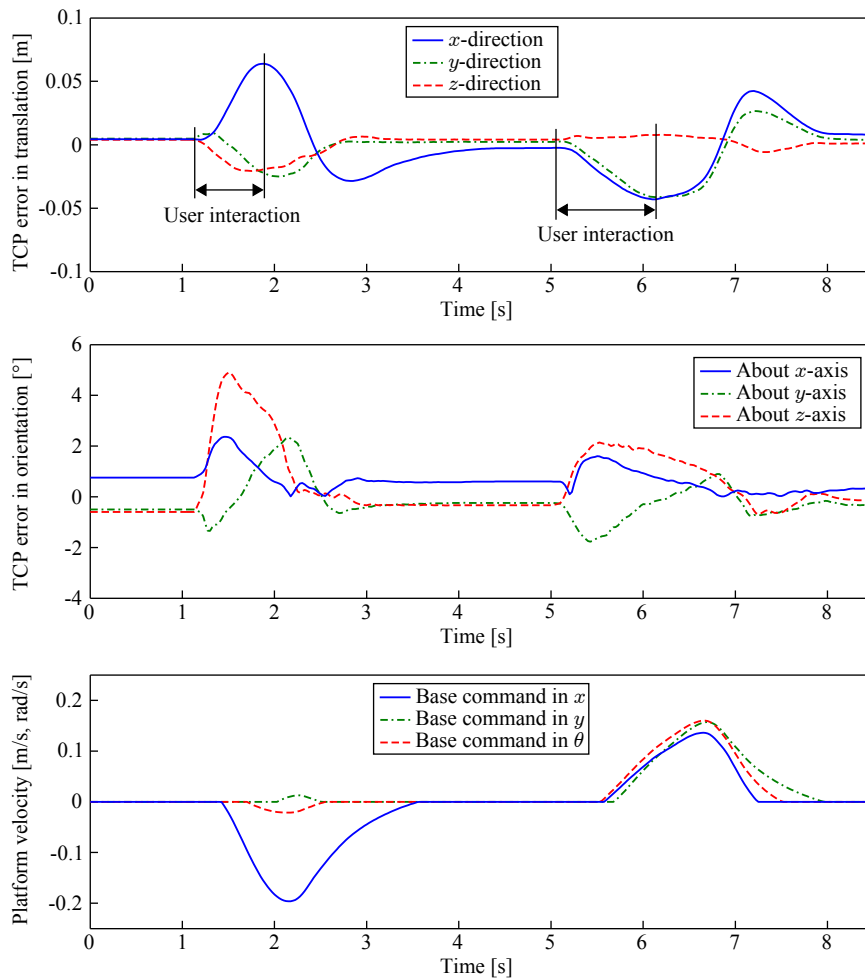 TCP error in translation [m]
0.1
0.05
0
-0.05
-0.1
x-direction
y-direction
z-direction
User interaction
User interaction
0 1 2 3 4 5 6 7 8
Time [s]
TCP error in orientation [°]
6
4
2
0
-2
-4
About x-axis
About y-axis
About z-axis
0 1 2 3 4 5 6 7 8
Time [s]
Platform velocity [m/s, rad/s]
0.2
0.1
0
-0.1
-0.2
Base command in x
Base command in y
Base command in θ
0 1 2 3 4 5 6 7 8
Time [s]